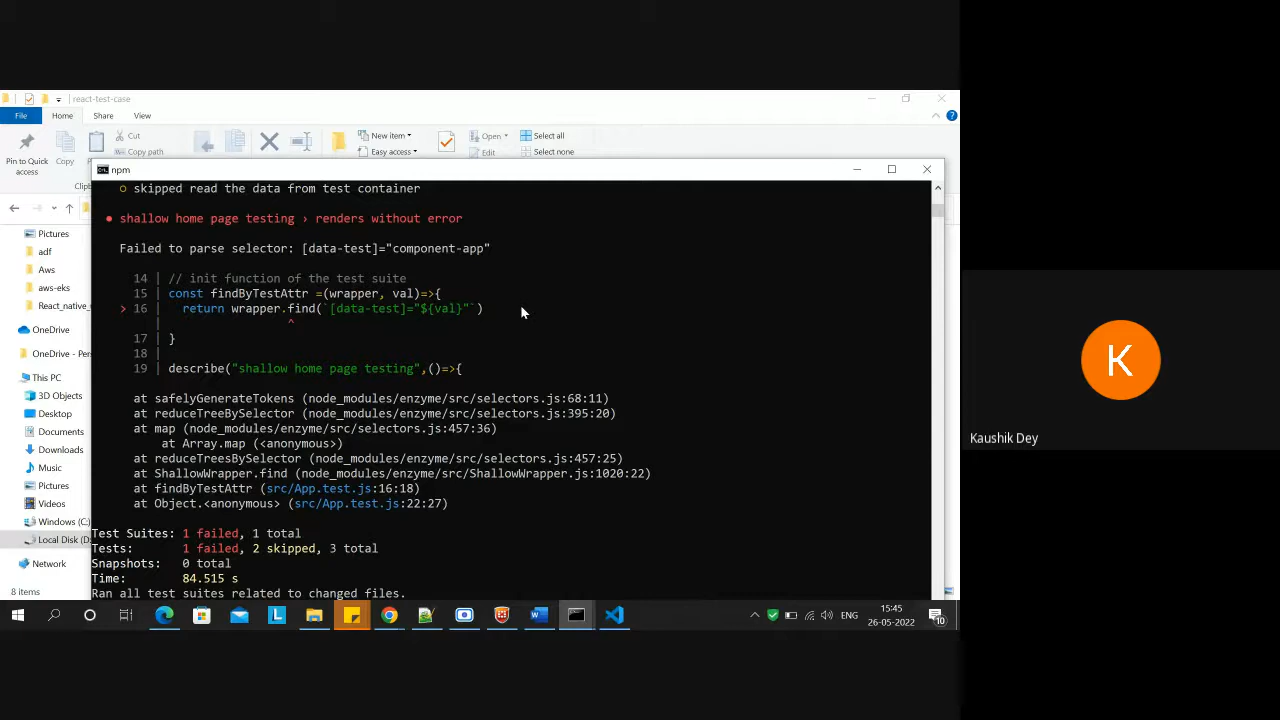 react-test-case
File Home Share View
Pin to Quick access
Copy
Cut
Copy path
New item
Easy access
Open
Edit
Select all
Select none
npm
Pictures
adf
Aws
aws-eks
React_native_
OneDrive
OneDrive - Pers
This PC
3D Objects
Desktop
Documents
Downloads
Music
Pictures
Videos
Windows (C:)
Local Disk (D:
Network
8 items
skipped read the data from test container
● shallow home page testing › renders without error
Failed to parse selector: [data-test]="component-app"
14 | // init function of the test suite
15 | const findByTestAttr =(wrapper, val)=>{
> 16 | return wrapper.find(`[data-test]="${val}"`)
| ^
17 | }
18 |
19 | describe("shallow home page testing",()=>{
at safelyGenerateTokens (node_modules/enzyme/src/selectors.js:68:11)
at reduceTreeBySelector (node_modules/enzyme/src/selectors.js:395:20)
at map (node_modules/enzyme/src/selectors.js:457:36)
at Array.map (<anonymous>)
at reduceTreesBySelector (node_modules/enzyme/src/selectors.js:457:25)
at ShallowWrapper.find (node_modules/enzyme/src/ShallowWrapper.js:1020:22)
at findByTestAttr (src/App.test.js:16:18)
at Object.<anonymous> (src/App.test.js:22:27)
Test Suites: 1 failed, 1 total
Tests: 1 failed, 2 skipped, 3 total
Snapshots: 0 total
Time: 84.515 s
Ran all test suites related to changed files.
ENG
15:45
26-05-2022
10
K
Kaushik Dey